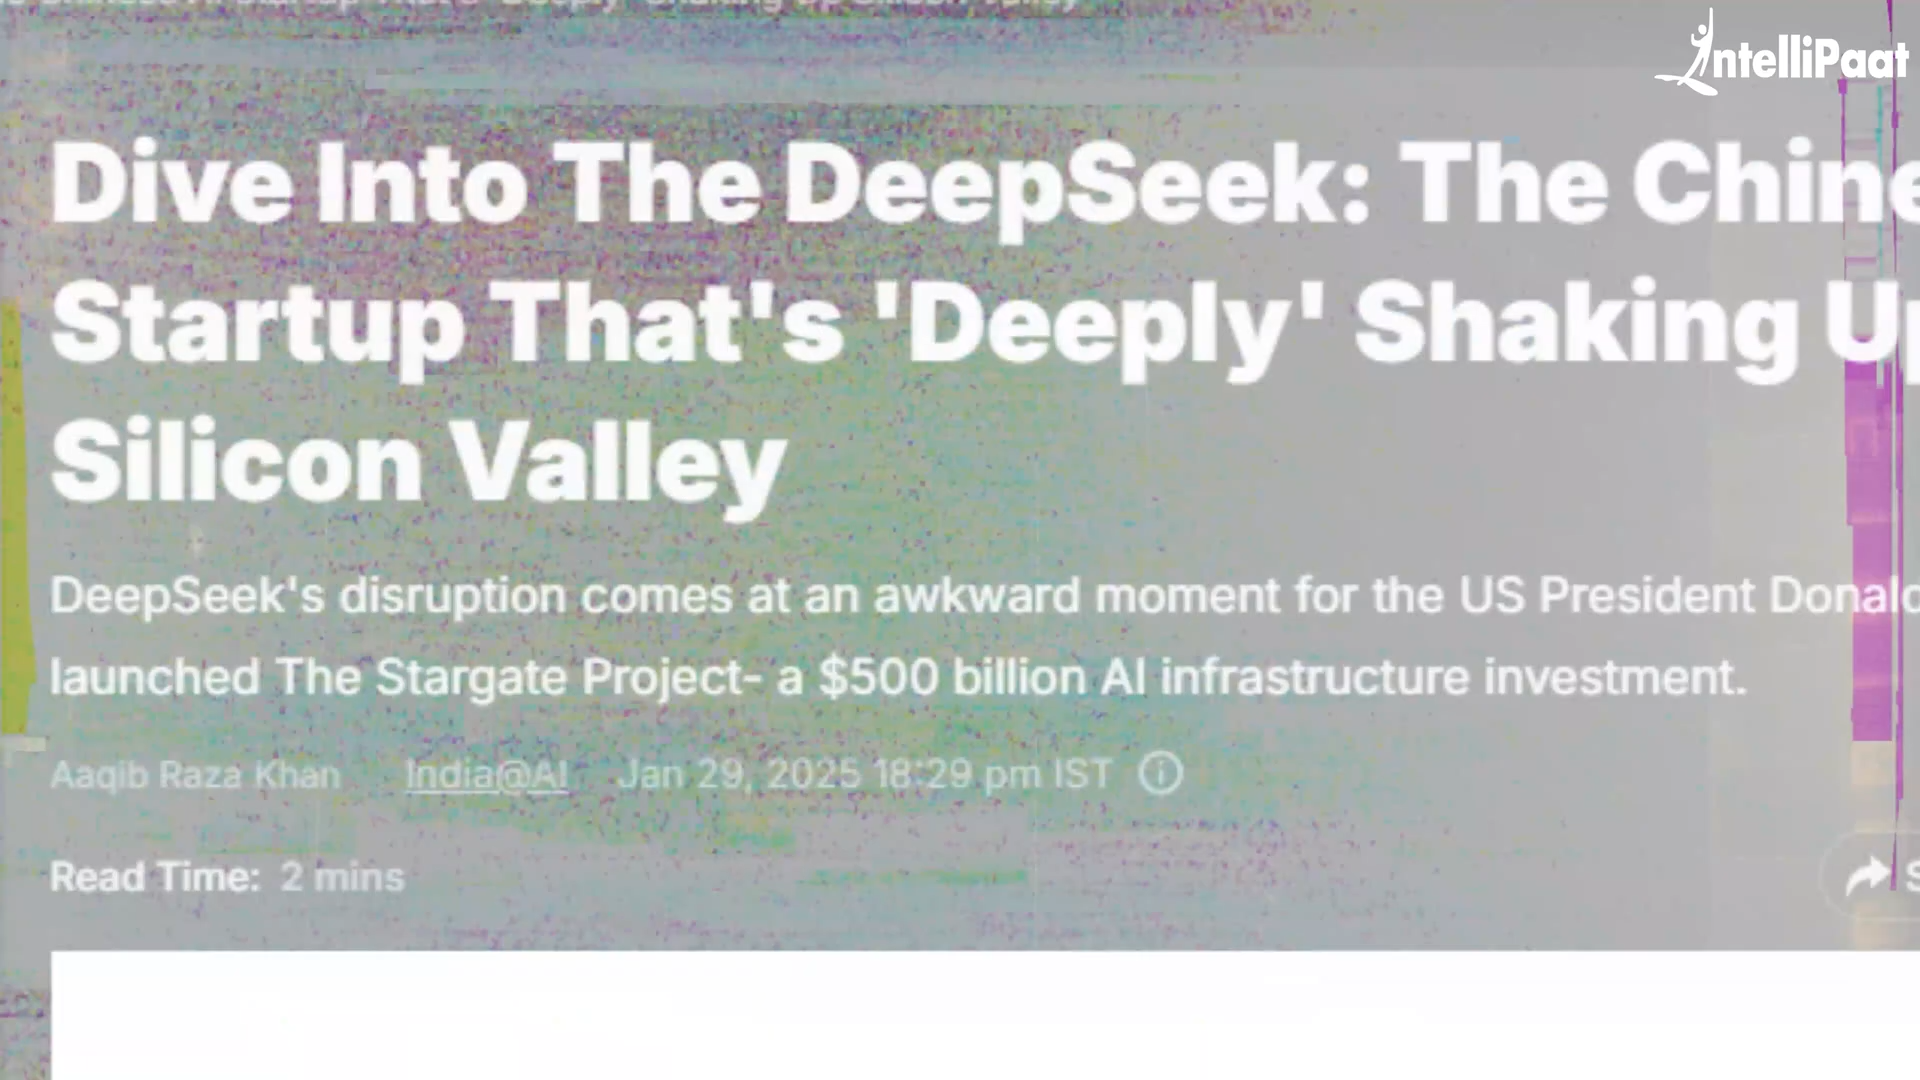 IntelliPaat
Dive Into The DeepSeek: The Chine
Startup That's 'Deeply' Shaking Up
Silicon Valley
DeepSeek's disruption comes at an awkward moment for the US President Donald
launched The Stargate Project- a $500 billion AI infrastructure investment.
Aaqib Raza Khan India@AI Jan 29, 2025 18:29 pm IST
Read Time: 2 mins
S